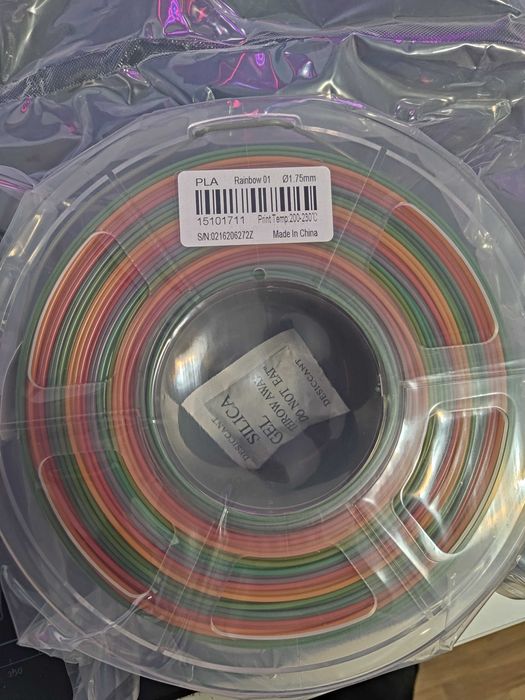 PLA Rainbow 01 Ø1.75mm
15101711 Print Temp.200-230℃
S/N:0216206272Z Made In China
DESICCANT
SILICA
GEL
THROW AWAY
DO NOT EAT
DESICCANT